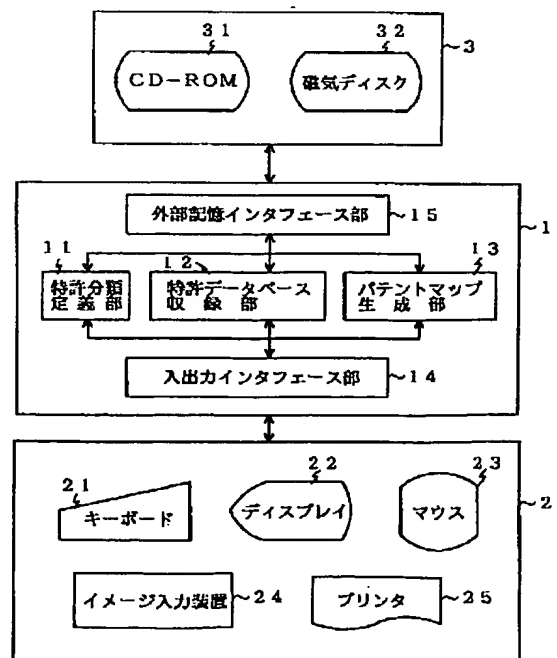 31
32
CD-ROM
磁気ディスク
3
外部記憶インタフェース部
15
1
11
12
13
特許分類
定義部
特許データベース
収録部
パテントマップ
生成部
入出力インタフェース部
14
21
22
23
キーボード
ディスプレイ
マウス
2
イメージ入力装置
24
プリンタ
25